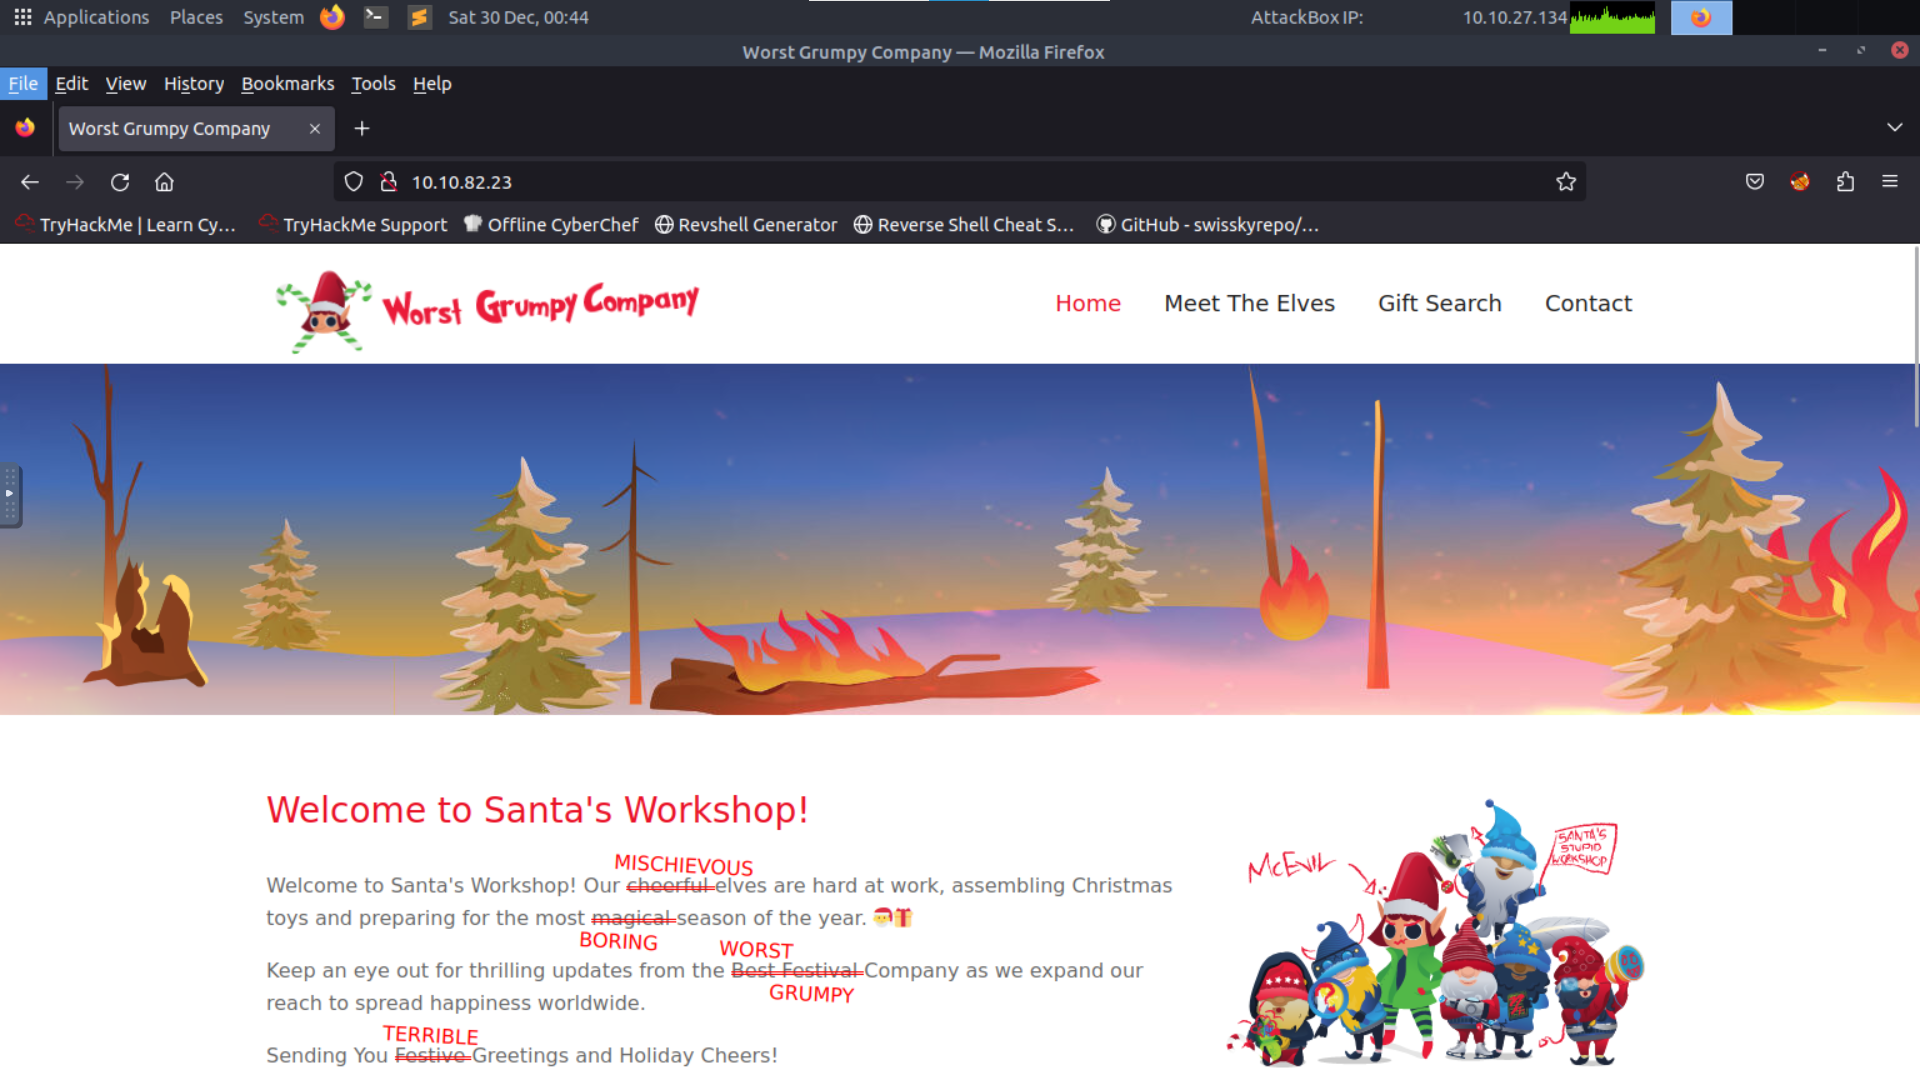 Applications Places System Sat 30 Dec, 00:44 AttackBox IP: 10.10.27.134
Worst Grumpy Company — Mozilla Firefox
File Edit View History Bookmarks Tools Help
Worst Grumpy Company
10.10.82.23
TryHackMe | Learn Cy… TryHackMe Support Offline CyberChef Revshell Generator Reverse Shell Cheat S… GitHub - swisskyrepo/…
Worst Grumpy Company
Home Meet The Elves Gift Search Contact
Welcome to Santa's Workshop!
MISCHIEVOUS
Welcome to Santa's Workshop! Our cheerful elves are hard at work, assembling Christmas
toys and preparing for the most magical season of the year. 🎅🎁
BORING WORST
Keep an eye out for thrilling updates from the Best Festival Company as we expand our
GRUMPY
reach to spread happiness worldwide.
TERRIBLE
Sending You Festive Greetings and Holiday Cheers!
McEvil
SANTA'S
STUPID
WORKSHOP